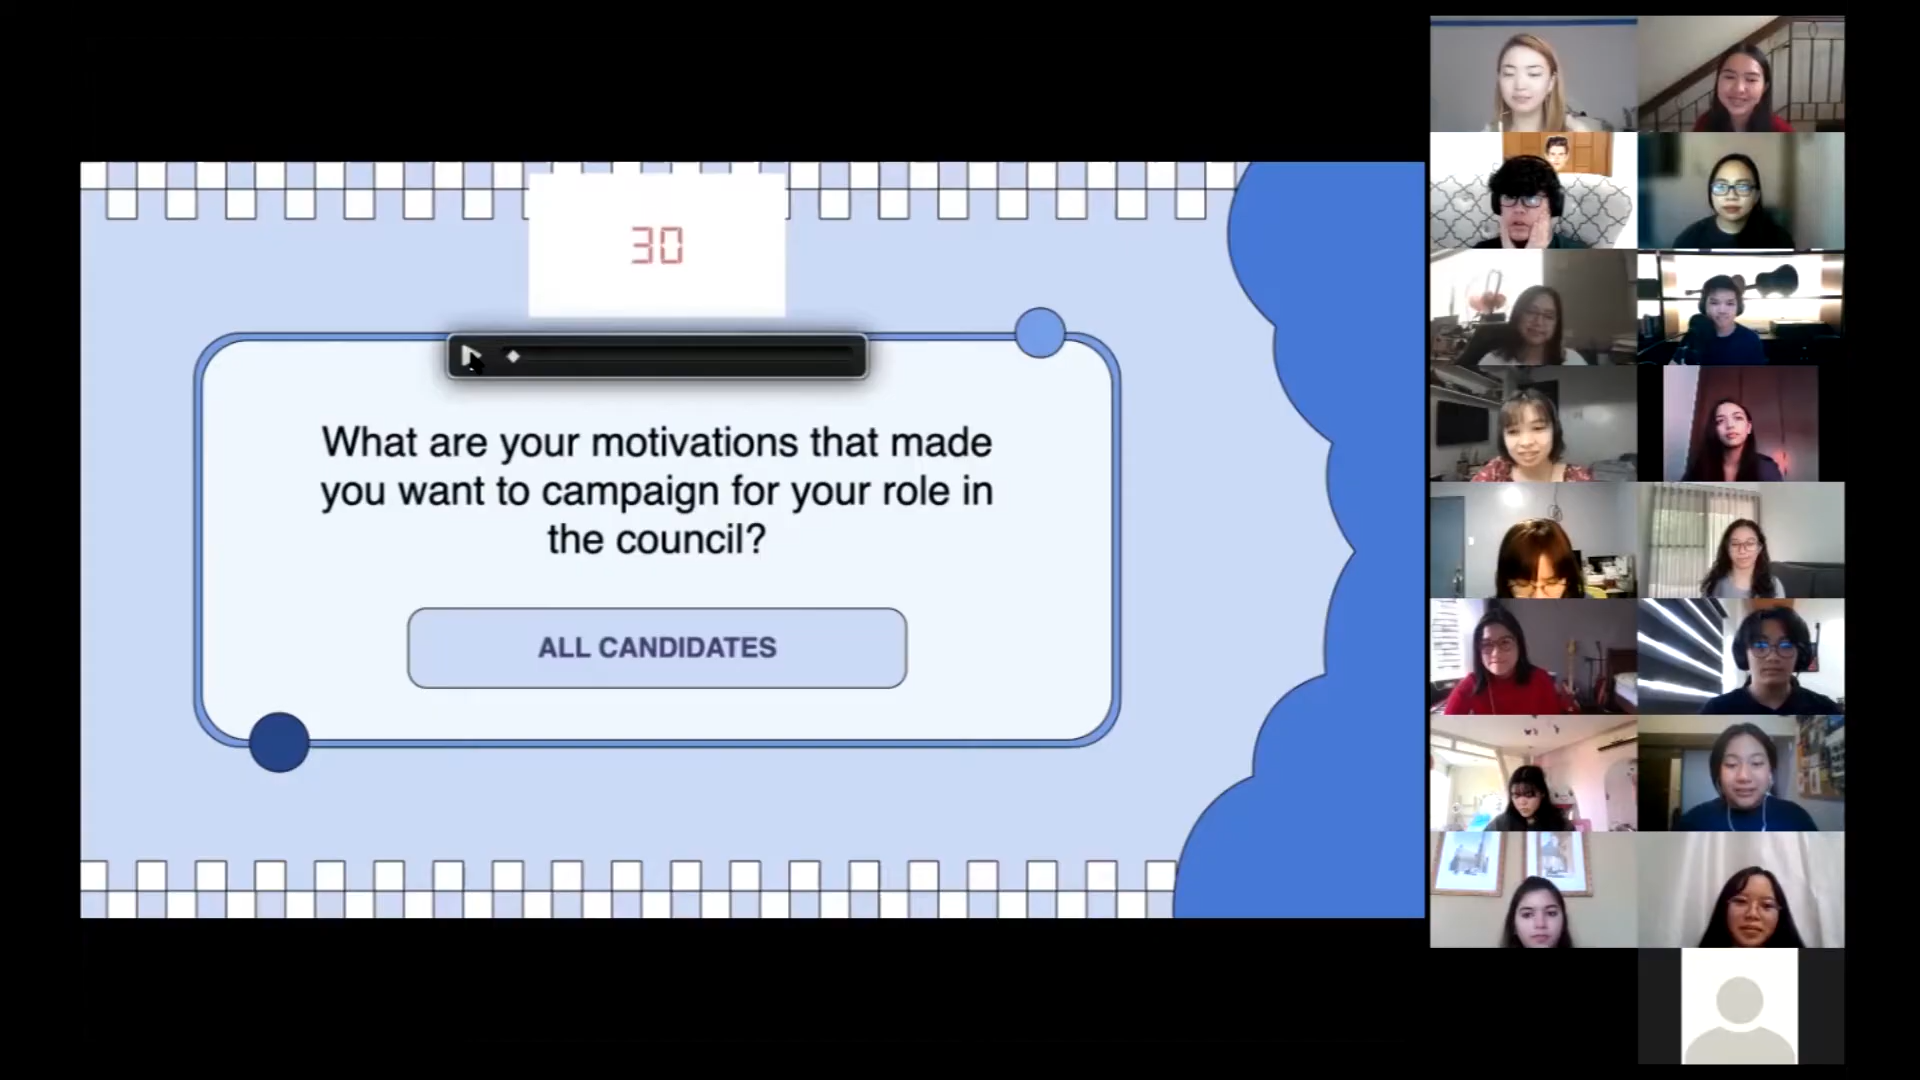 30
What are your motivations that made
you want to campaign for your role in
the council?
ALL CANDIDATES